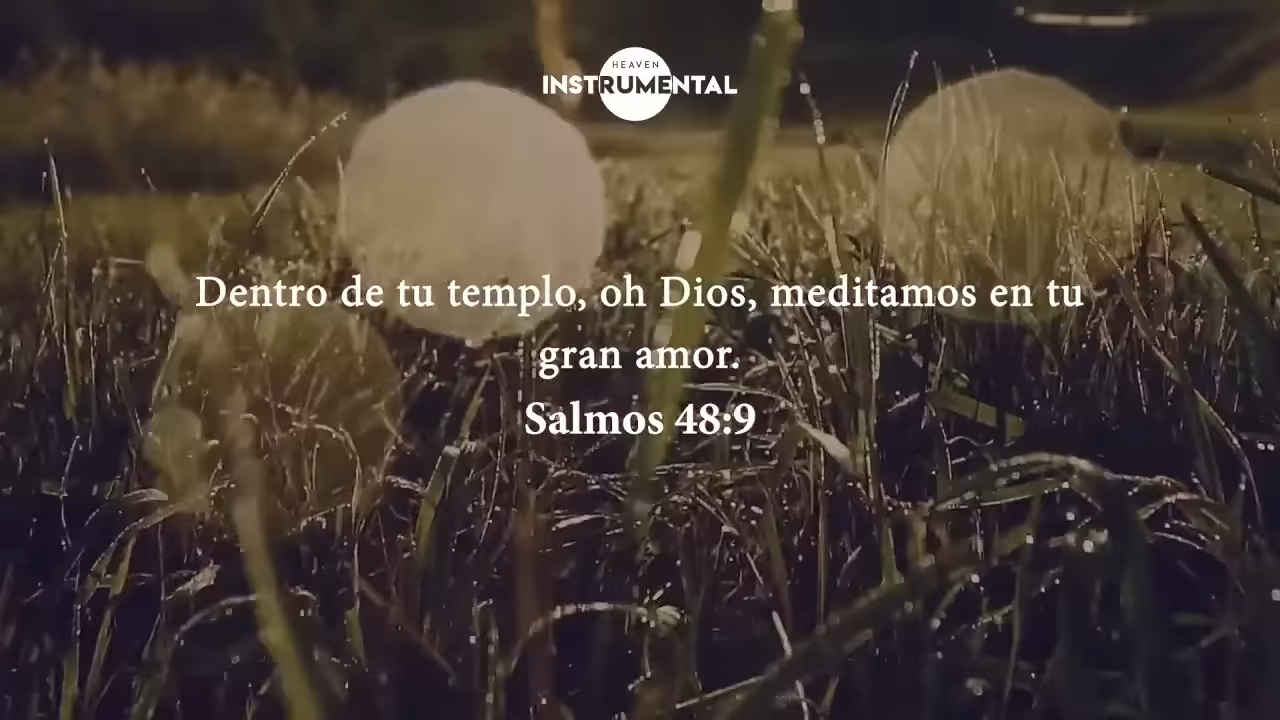 HEAVEN
INSTRUMENTAL
Dentro de tu templo, oh Dios, meditamos en tu
gran amor.
Salmos 48:9